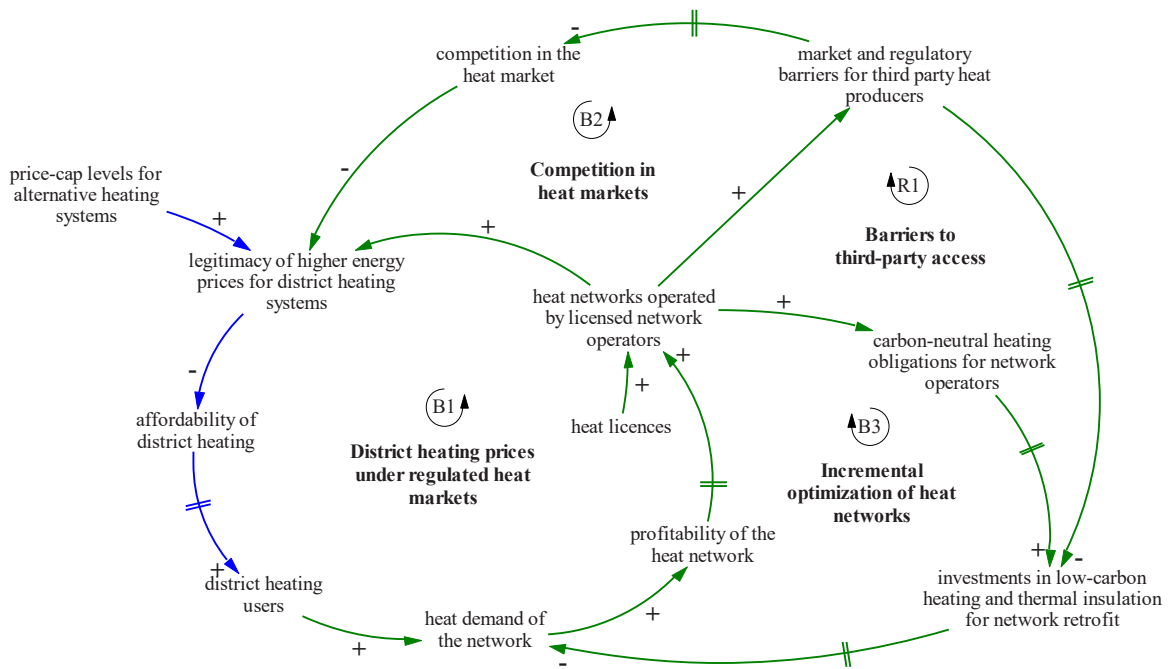 competition in the
heat market
-
market and regulatory
barriers for third party heat
producers
B2
Competition in
heat markets
-
price-cap levels for
alternative heating
systems
+
+
+
R1
Barriers to
third-party access
legitimacy of higher energy
prices for district heating
systems
heat networks operated
by licensed network
operators
+
carbon-neutral heating
obligations for network
operators
-
+
+
affordability of
district heating
B1
heat licences
B3
District heating prices
under regulated heat
markets
Incremental
optimization of heat
networks
profitability of the
heat network
+
district heating
users
+
-
investments in low-carbon
heating and thermal insulation
for network retrofit
+
heat demand of
the network
+
-